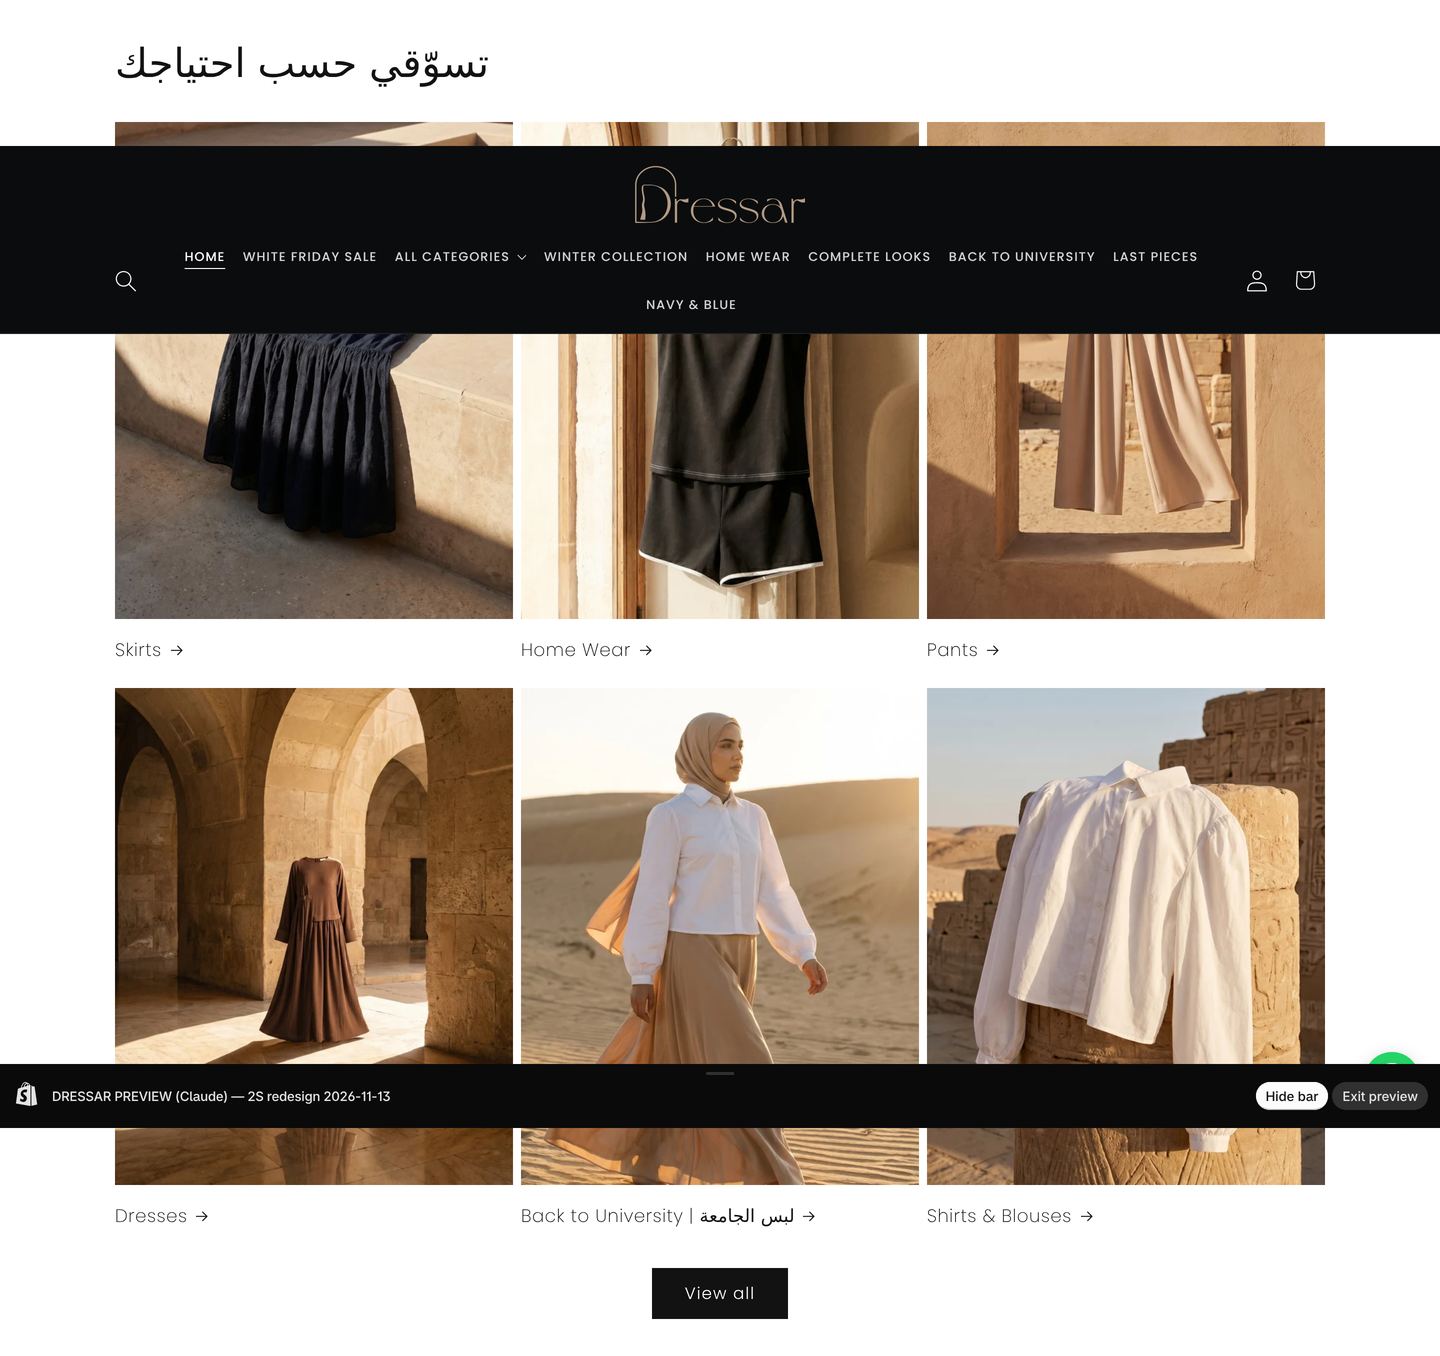 تسوّقي حسب احتياجك
Dressar
HOME WHITE FRIDAY SALE ALL CATEGORIES WINTER COLLECTION HOME WEAR COMPLETE LOOKS BACK TO UNIVERSITY LAST PIECES
NAVY & BLUE
Skirts →
Home Wear →
Pants →
DRESSAR PREVIEW (Claude) — 2S redesign 2026-11-13
Hide bar
Exit preview
Dresses →
Back to University | لبس الجامعة →
Shirts & Blouses →
View all